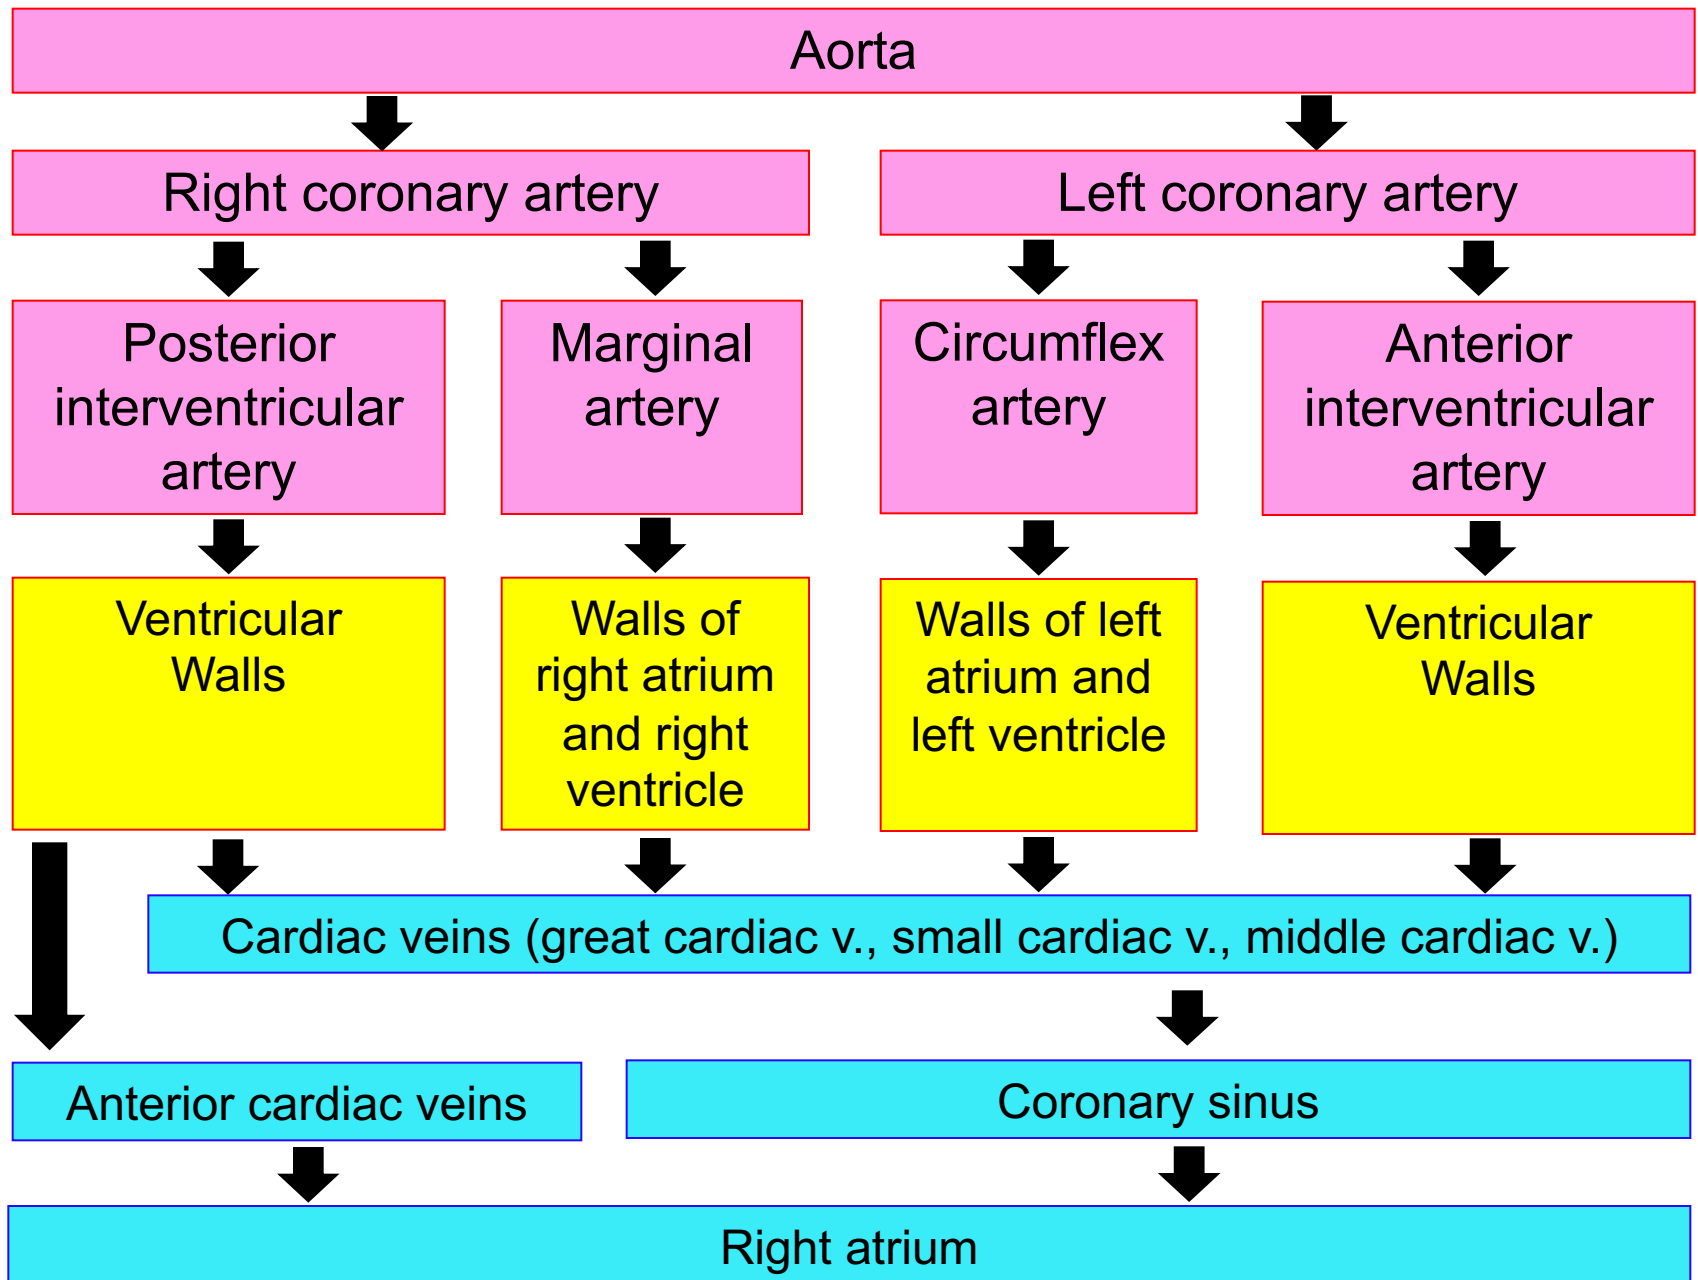 Aorta
Right coronary artery
Left coronary artery
Posterior
interventricular
artery
Marginal
artery
Circumflex
artery
Anterior
interventricular
artery
Ventricular
Walls
Walls of
right atrium
and right
ventricle
Walls of left
atrium and
left ventricle
Ventricular
Walls
Cardiac veins (great cardiac v., small cardiac v., middle cardiac v.)
Anterior cardiac veins
Coronary sinus
Right atrium